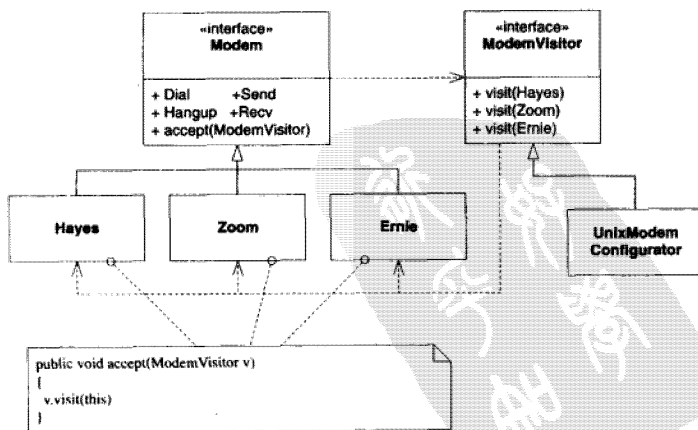 «interface»
Modem
+ Dial +Send
+ Hangup +Recv
+ accept(ModemVisitor)
«interface»
ModemVisitor
+ visit(Hayes)
+ visit(Zoom)
+ visit(Ernie)
Hayes
Zoom
Ernie
UnixModem
Configurator
public void accept(ModemVisitor v)
{
v.visit(this)
}